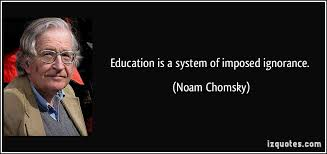 Education is a system of imposed ignorance.
(Noam Chomsky)
izquotes.com